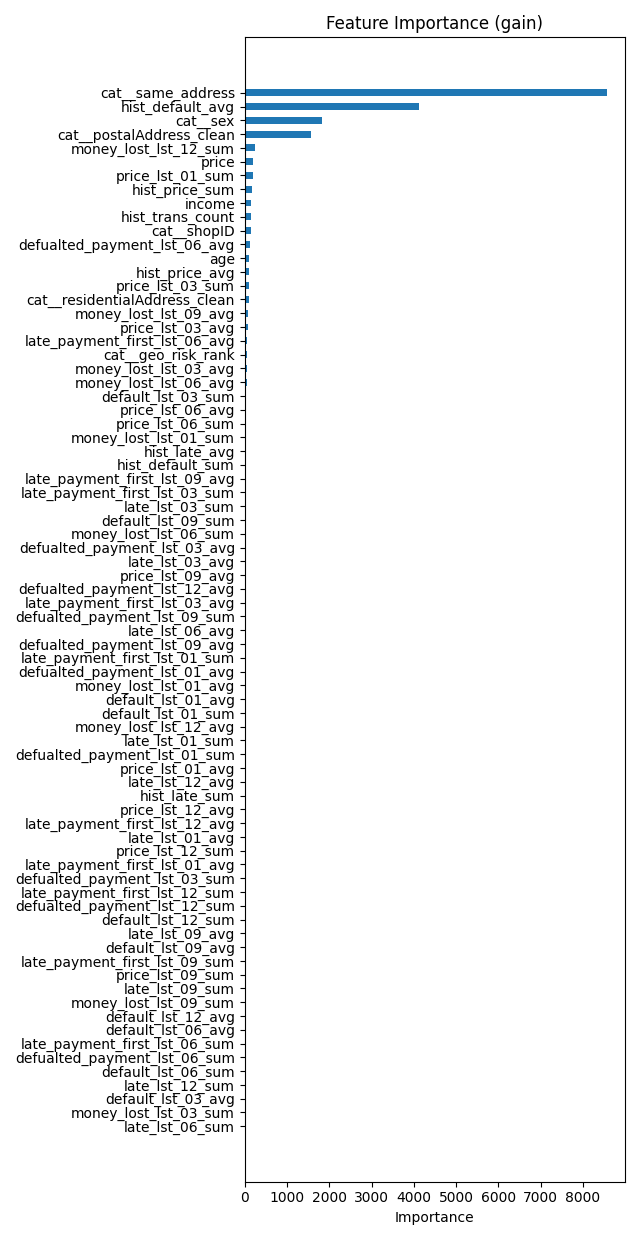 Feature Importance (gain)
cat__same_address
hist_default_avg
cat__sex
cat__postalAddress_clean
money_lost_lst_12_sum
price
price_lst_01_sum
hist_price_sum
income
hist_trans_count
cat__shopID
defualted_payment_lst_06_avg
age
hist_price_avg
price_lst_03_sum
cat__residentialAddress_clean
money_lost_lst_09_avg
price_lst_03_avg
late_payment_first_lst_06_avg
cat__geo_risk_rank
money_lost_lst_03_avg
money_lost_lst_06_avg
default_lst_03_sum
price_lst_06_avg
price_lst_06_sum
money_lost_lst_01_sum
hist_late_avg
hist_default_sum
late_payment_first_lst_09_avg
late_payment_first_lst_03_sum
late_lst_03_sum
default_lst_09_sum
money_lost_lst_06_sum
defualted_payment_lst_03_avg
late_lst_03_avg
price_lst_09_avg
defualted_payment_lst_12_avg
late_payment_first_lst_03_avg
defualted_payment_lst_09_sum
late_lst_06_avg
defualted_payment_lst_09_avg
late_payment_first_lst_01_sum
defualted_payment_lst_01_avg
money_lost_lst_01_avg
default_lst_01_avg
default_lst_01_sum
money_lost_lst_12_avg
late_lst_01_sum
defualted_payment_lst_01_sum
price_lst_01_avg
late_lst_12_avg
hist_late_sum
price_lst_12_avg
late_payment_first_lst_12_avg
late_lst_01_avg
price_lst_12_sum
late_payment_first_lst_01_avg
defualted_payment_lst_03_sum
late_payment_first_lst_12_sum
defualted_payment_lst_12_sum
default_lst_12_sum
late_lst_09_avg
default_lst_09_avg
late_payment_first_lst_09_sum
price_lst_09_sum
late_lst_09_sum
money_lost_lst_09_sum
default_lst_12_avg
default_lst_06_avg
late_payment_first_lst_06_sum
defualted_payment_lst_06_sum
default_lst_06_sum
late_lst_12_sum
default_lst_03_avg
money_lost_lst_03_sum
late_lst_06_sum
0 1000 2000 3000 4000 5000 6000 7000 8000
Importance